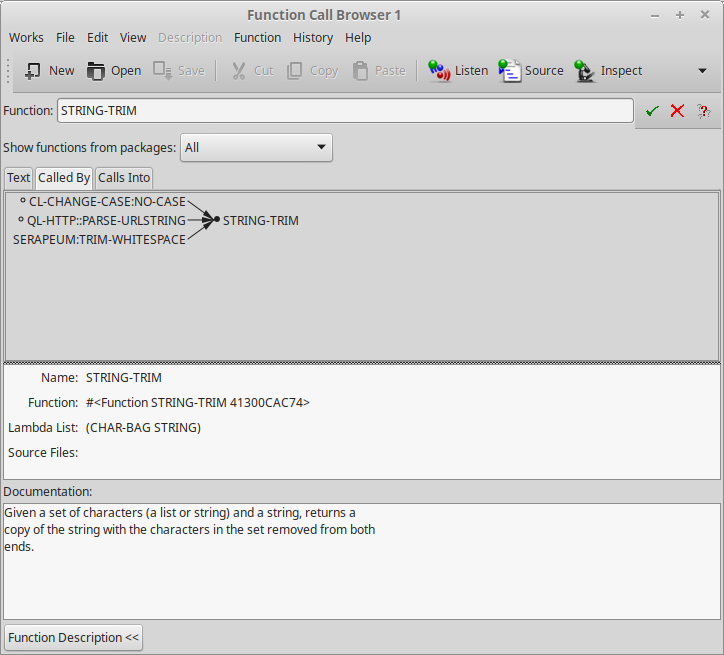 Function Call Browser 1
Works File Edit View Description Function History Help
New Open Save Cut Copy Paste Listen Source Inspect
Function: STRING-TRIM
Show functions from packages: All
Text Called By Calls Into
CL-CHANGE-CASE:NO-CASE
QL-HTTP::PARSE-URLSTRING STRING-TRIM
SERAPEUM:TRIM-WHITESPACE
Name: STRING-TRIM
Function: #<Function STRING-TRIM 41300CAC74>
Lambda List: (CHAR-BAG STRING)
Source Files:
Documentation:
Given a set of characters (a list or string) and a string, returns a
copy of the string with the characters in the set removed from both
ends.
Function Description <<